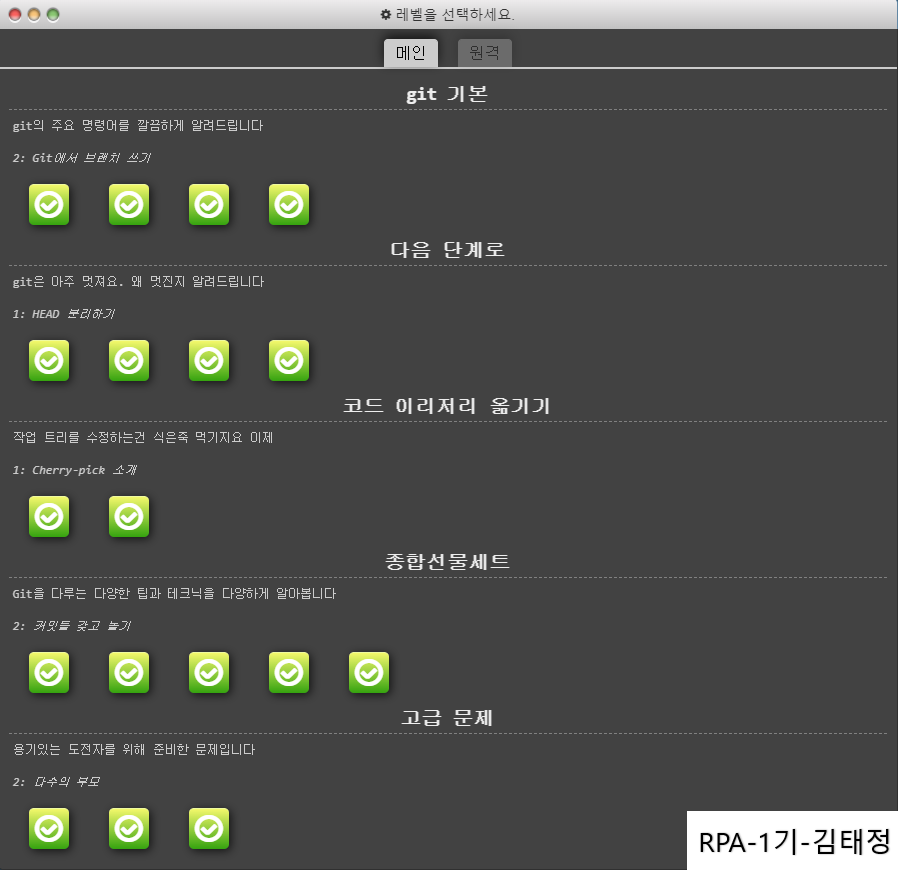 레벨을 선택하세요.
메인 원격
git 기본
git의 주요 명령어를 깔끔하게 알려드립니다
2: Git에서 브랜치 쓰기
다음 단계로
git은 아주 멋져요. 왜 멋진지 알려드립니다
1: HEAD 분리하기
코드 이리저리 옮기기
작업 트리를 수정하는건 식은죽 먹기지요 이제
1: Cherry-pick 소개
종합선물세트
Git을 다루는 다양한 팁과 테크닉을 다양하게 알아봅니다
2: 커밋들 갖고 놀기
고급 문제
용기있는 도전자를 위해 준비한 문제입니다
2: 다수의 부모
RPA-1기-김태정